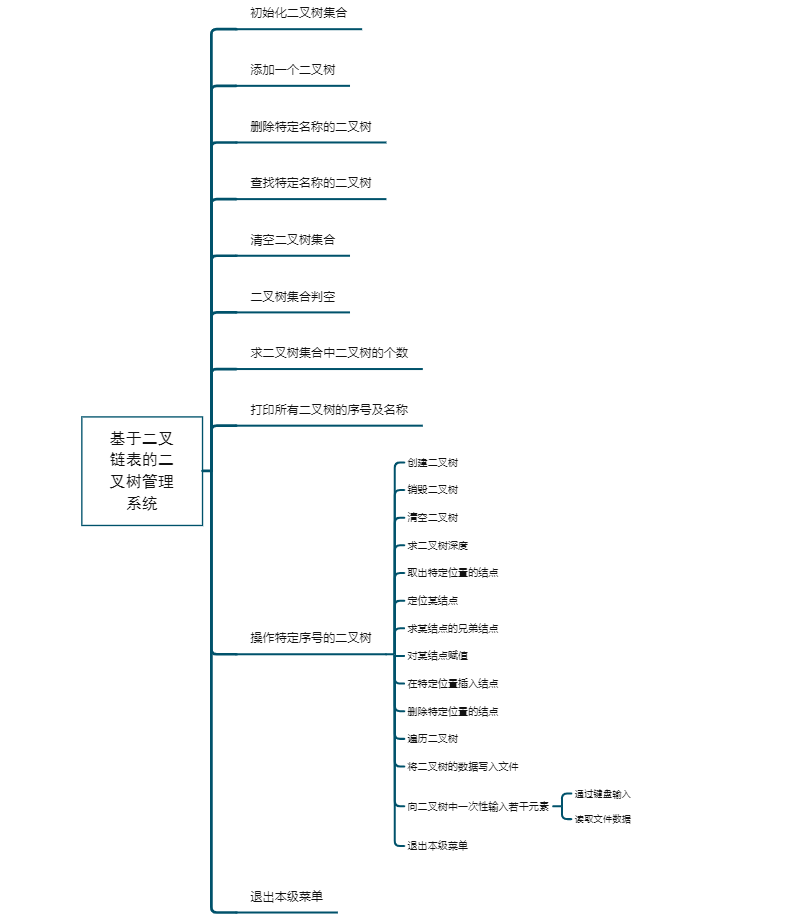 初始化二叉树集合
添加一个二叉树
删除特定名称的二叉树
查找特定名称的二叉树
清空二叉树集合
二叉树集合判空
求二叉树集合中二叉树的个数
打印所有二叉树的序号及名称
基于二叉
链表的二
叉树管理
系统
操作特定序号的二叉树
创建二叉树
销毁二叉树
清空二叉树
求二叉树深度
取出特定位置的结点
定位某结点
求某结点的兄弟结点
对某结点赋值
在特定位置插入结点
删除特定位置的结点
遍历二叉树
将二叉树的数据写入文件
向二叉树中一次性输入若干元素
通过键盘输入
读取文件数据
退出本级菜单
退出本级菜单